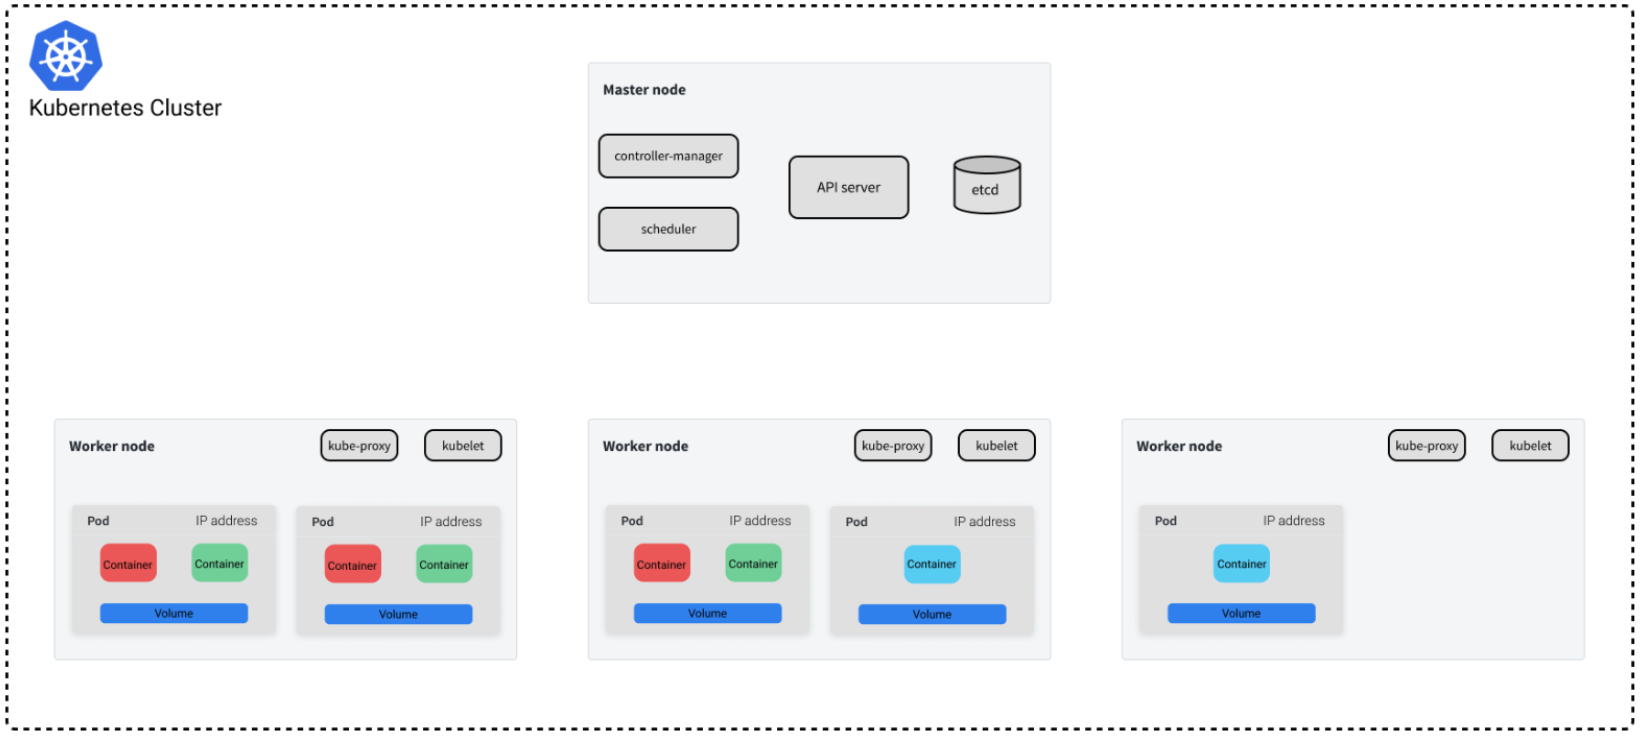 Kubernetes Cluster
Master node
controller-manager
API server
etcd
scheduler
Worker node
kube-proxy
kubelet
Pod
IP address
Container
Container
Volume
Pod
IP address
Container
Container
Volume
Worker node
kube-proxy
kubelet
Pod
IP address
Container
Container
Volume
Pod
IP address
Container
Volume
Worker node
kube-proxy
kubelet
Pod
IP address
Container
Volume